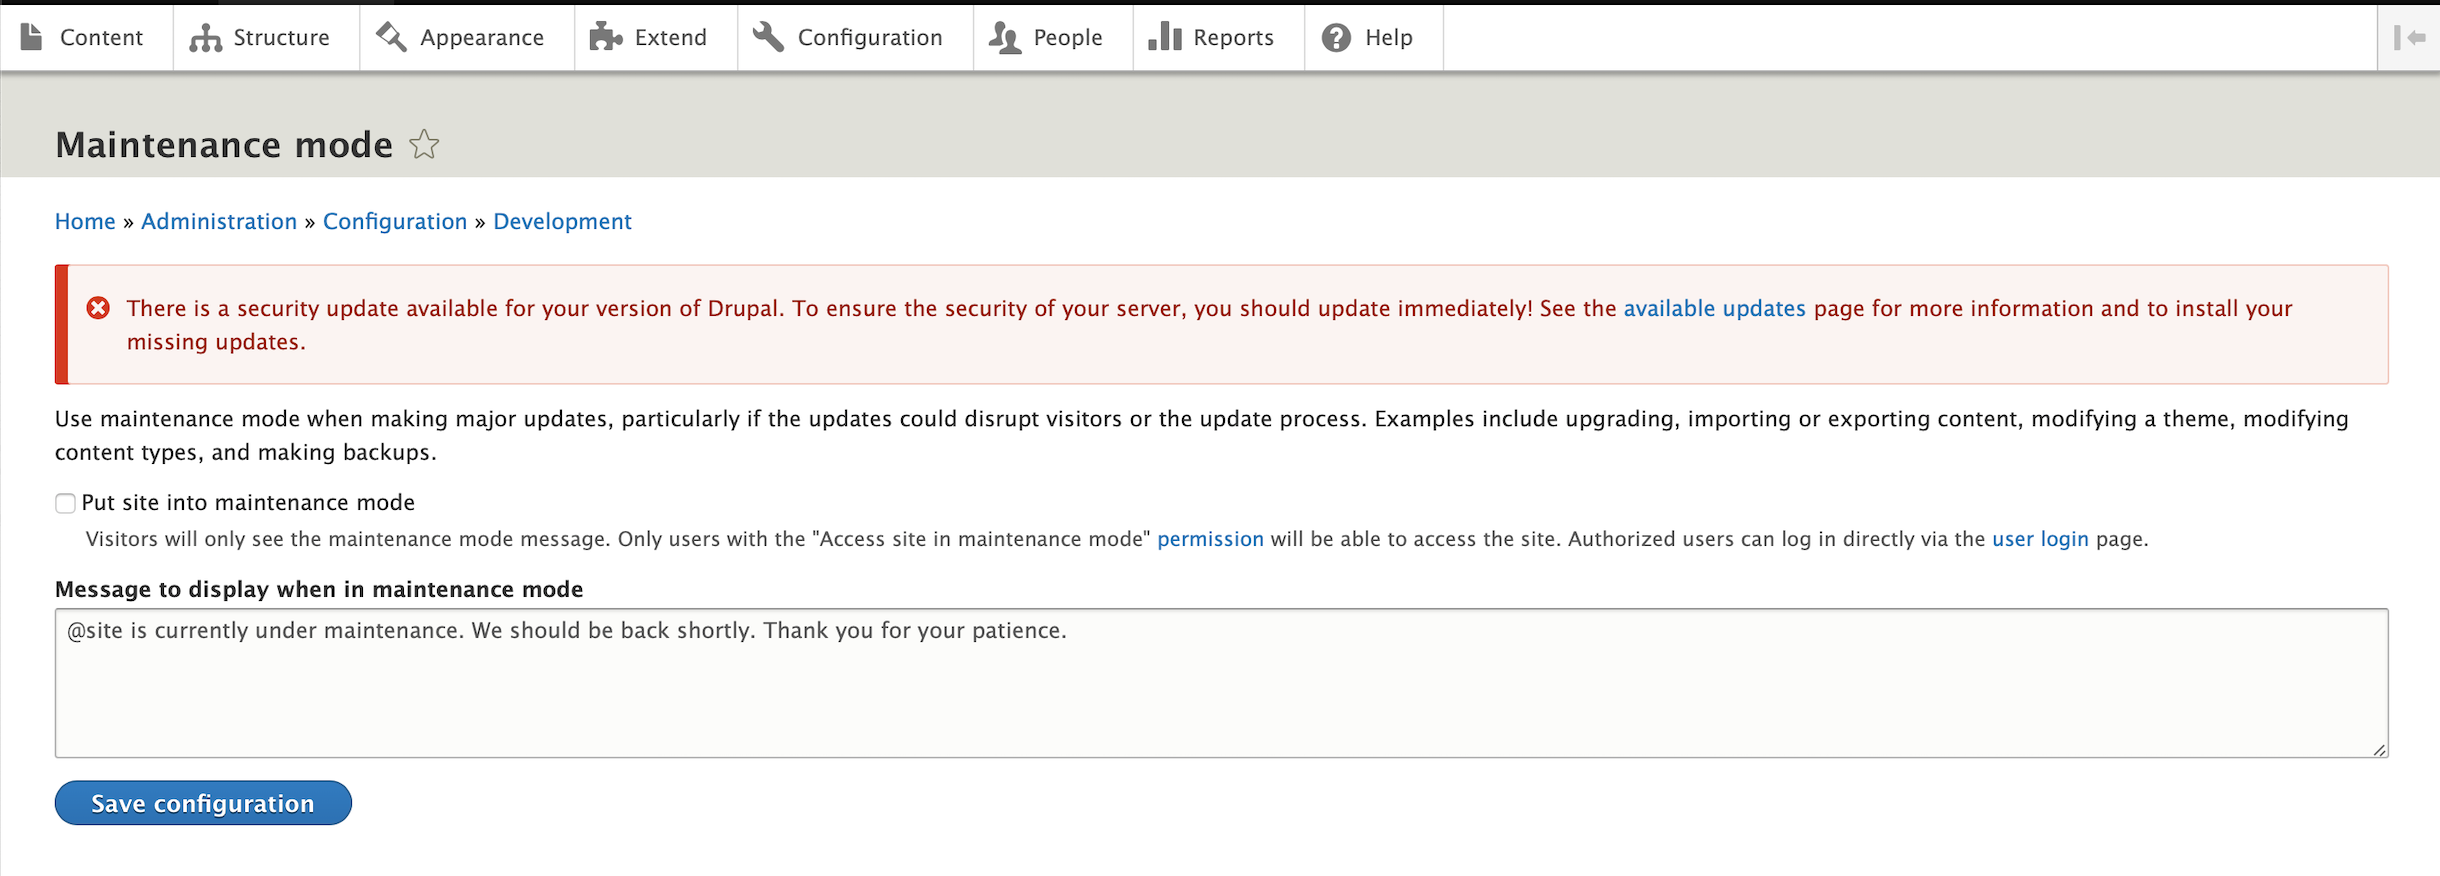 Content Structure Appearance Extend Configuration People Reports Help
Maintenance mode
Home » Administration » Configuration » Development
There is a security update available for your version of Drupal. To ensure the security of your server, you should update immediately! See the available updates page for more information and to install your
missing updates.
Use maintenance mode when making major updates, particularly if the updates could disrupt visitors or the update process. Examples include upgrading, importing or exporting content, modifying a theme, modifying
content types, and making backups.
Put site into maintenance mode
Visitors will only see the maintenance mode message. Only users with the "Access site in maintenance mode" permission will be able to access the site. Authorized users can log in directly via the user login page.
Message to display when in maintenance mode
@site is currently under maintenance. We should be back shortly. Thank you for your patience.
Save configuration